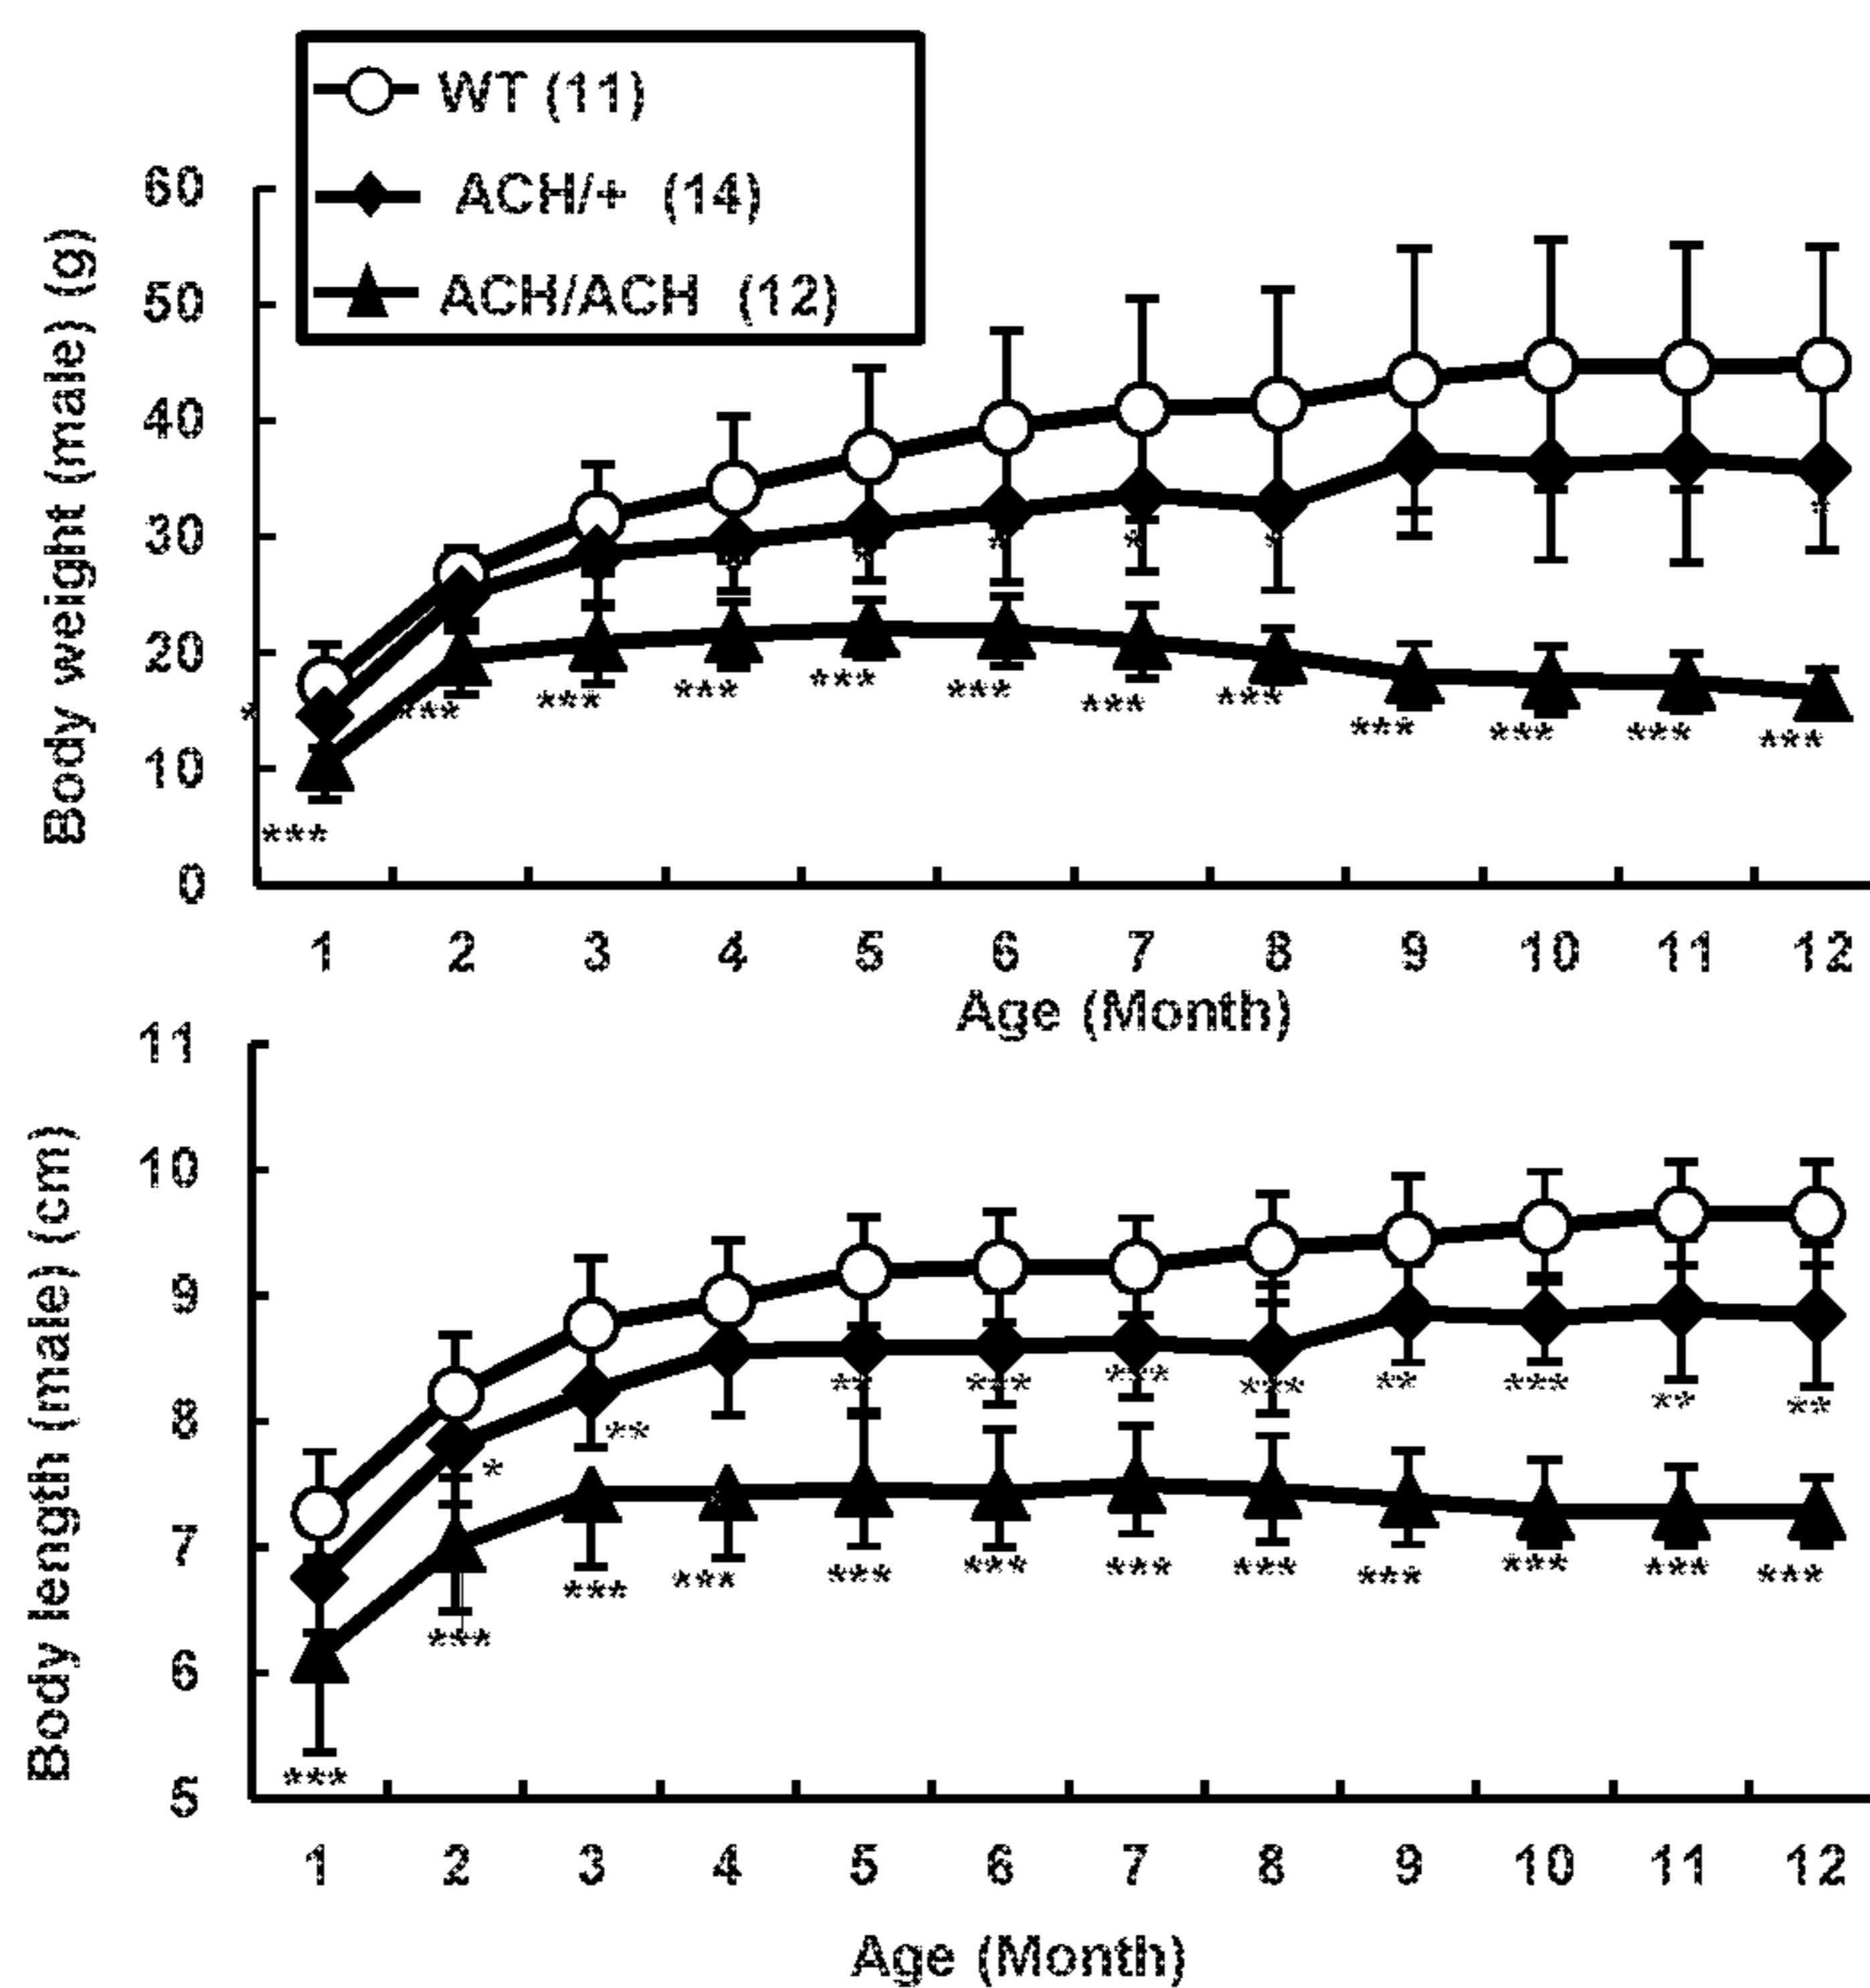 WT (11)
ACH/+ (14)
ACH/ACH (12)
Body weight (male) (g)
60
50
40
30
20
10
0
* * * * * * *
* *** *** *** *** *** *** *** *** *** *** ***
***
1 2 3 4 5 6 7 8 9 10 11 12
Age (Month)
Body length (male) (cm)
11
10
9
8
7
6
5
* ** ** *** *** *** ** *** ** **
*** *** *** *** *** *** *** *** *** *** *** ***
1 2 3 4 5 6 7 8 9 10 11 12
Age (Month)